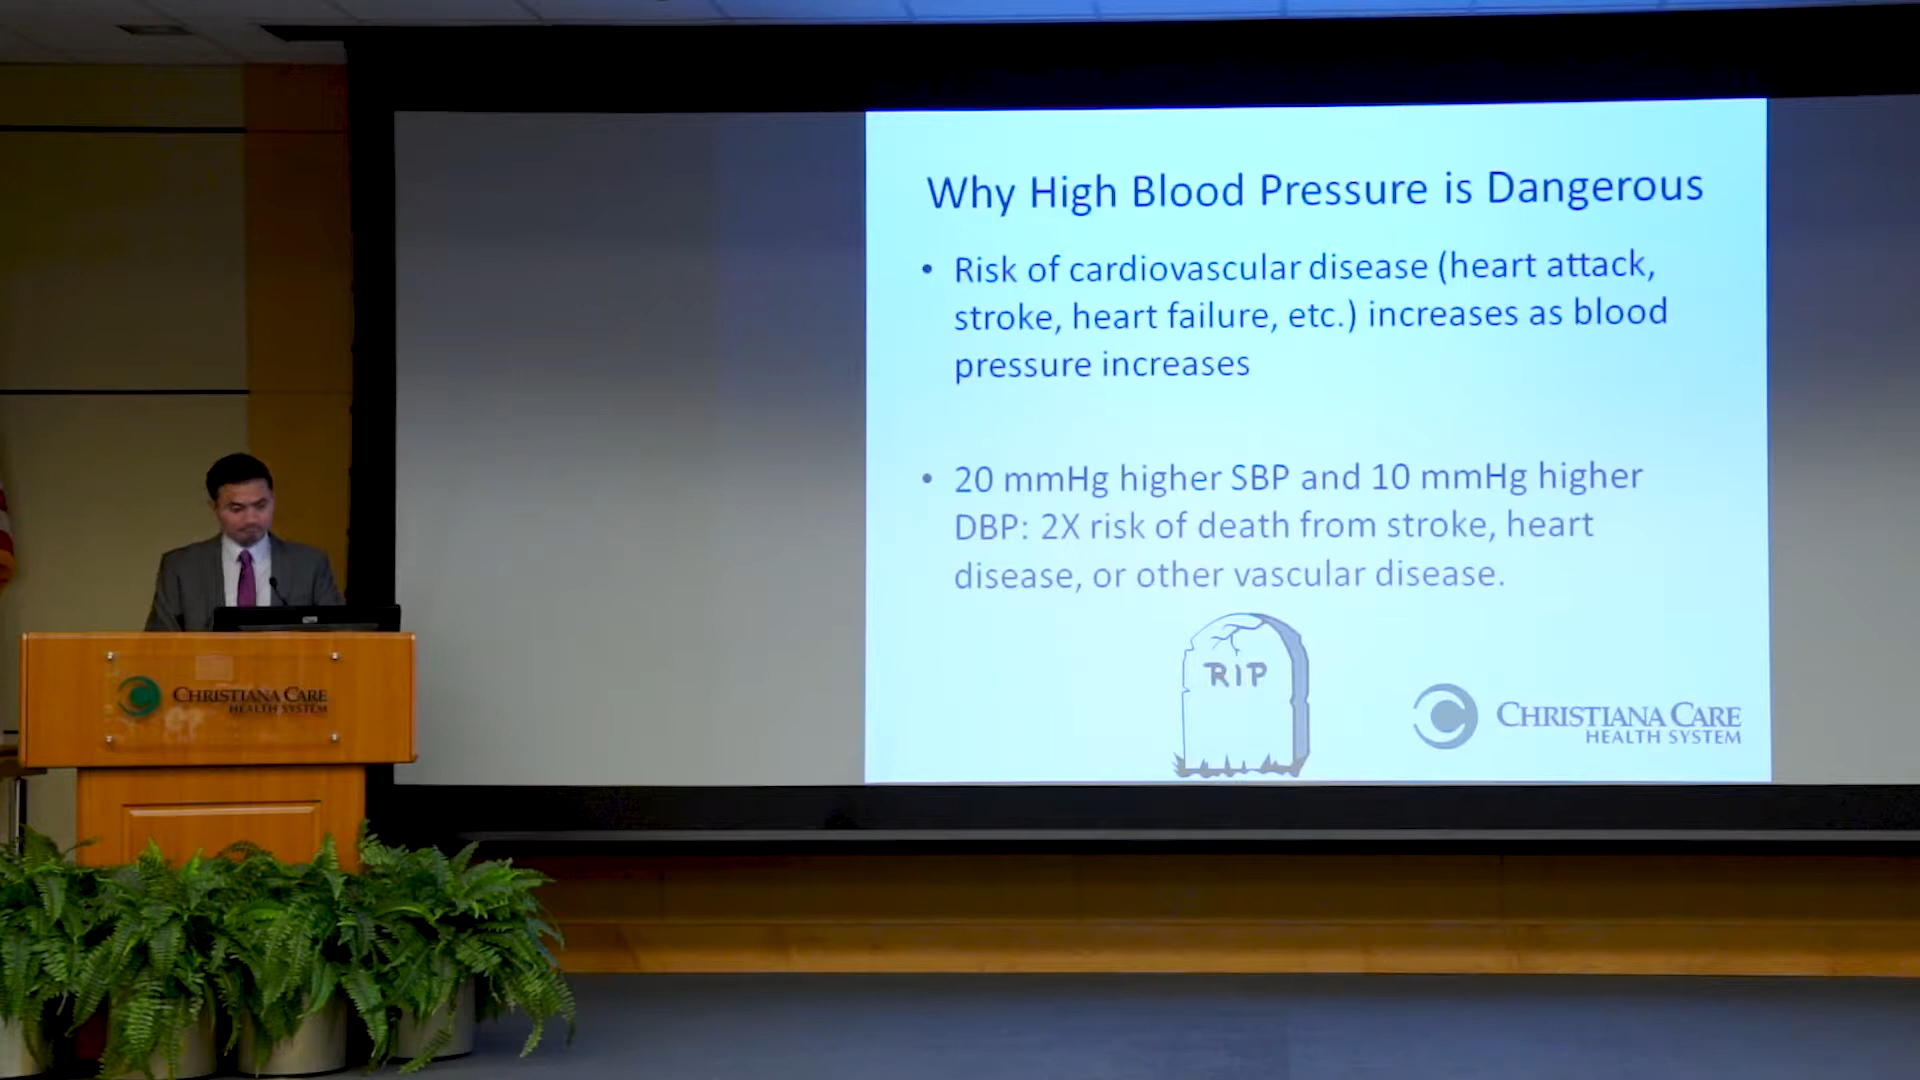 Why High Blood Pressure is Dangerous
• Risk of cardiovascular disease (heart attack,
stroke, heart failure, etc.) increases as blood
pressure increases
• 20 mmHg higher SBP and 10 mmHg higher
DBP: 2X risk of death from stroke, heart
disease, or other vascular disease.
RIP
CHRISTIANA CARE
HEALTH SYSTEM
CHRISTIANA CARE
HEALTH SYSTEM